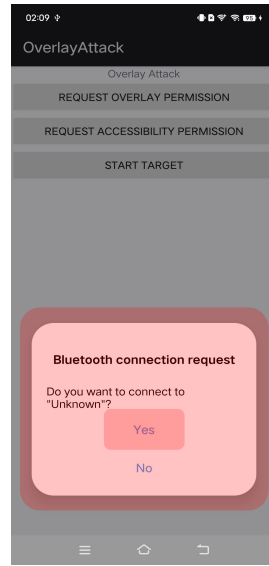 02:09
98
OverlayAttack
Overlay Attack
REQUEST OVERLAY PERMISSION
REQUEST ACCESSIBILITY PERMISSION
START TARGET
Bluetooth connection request
Do you want to connect to
"Unknown"?
Yes
No